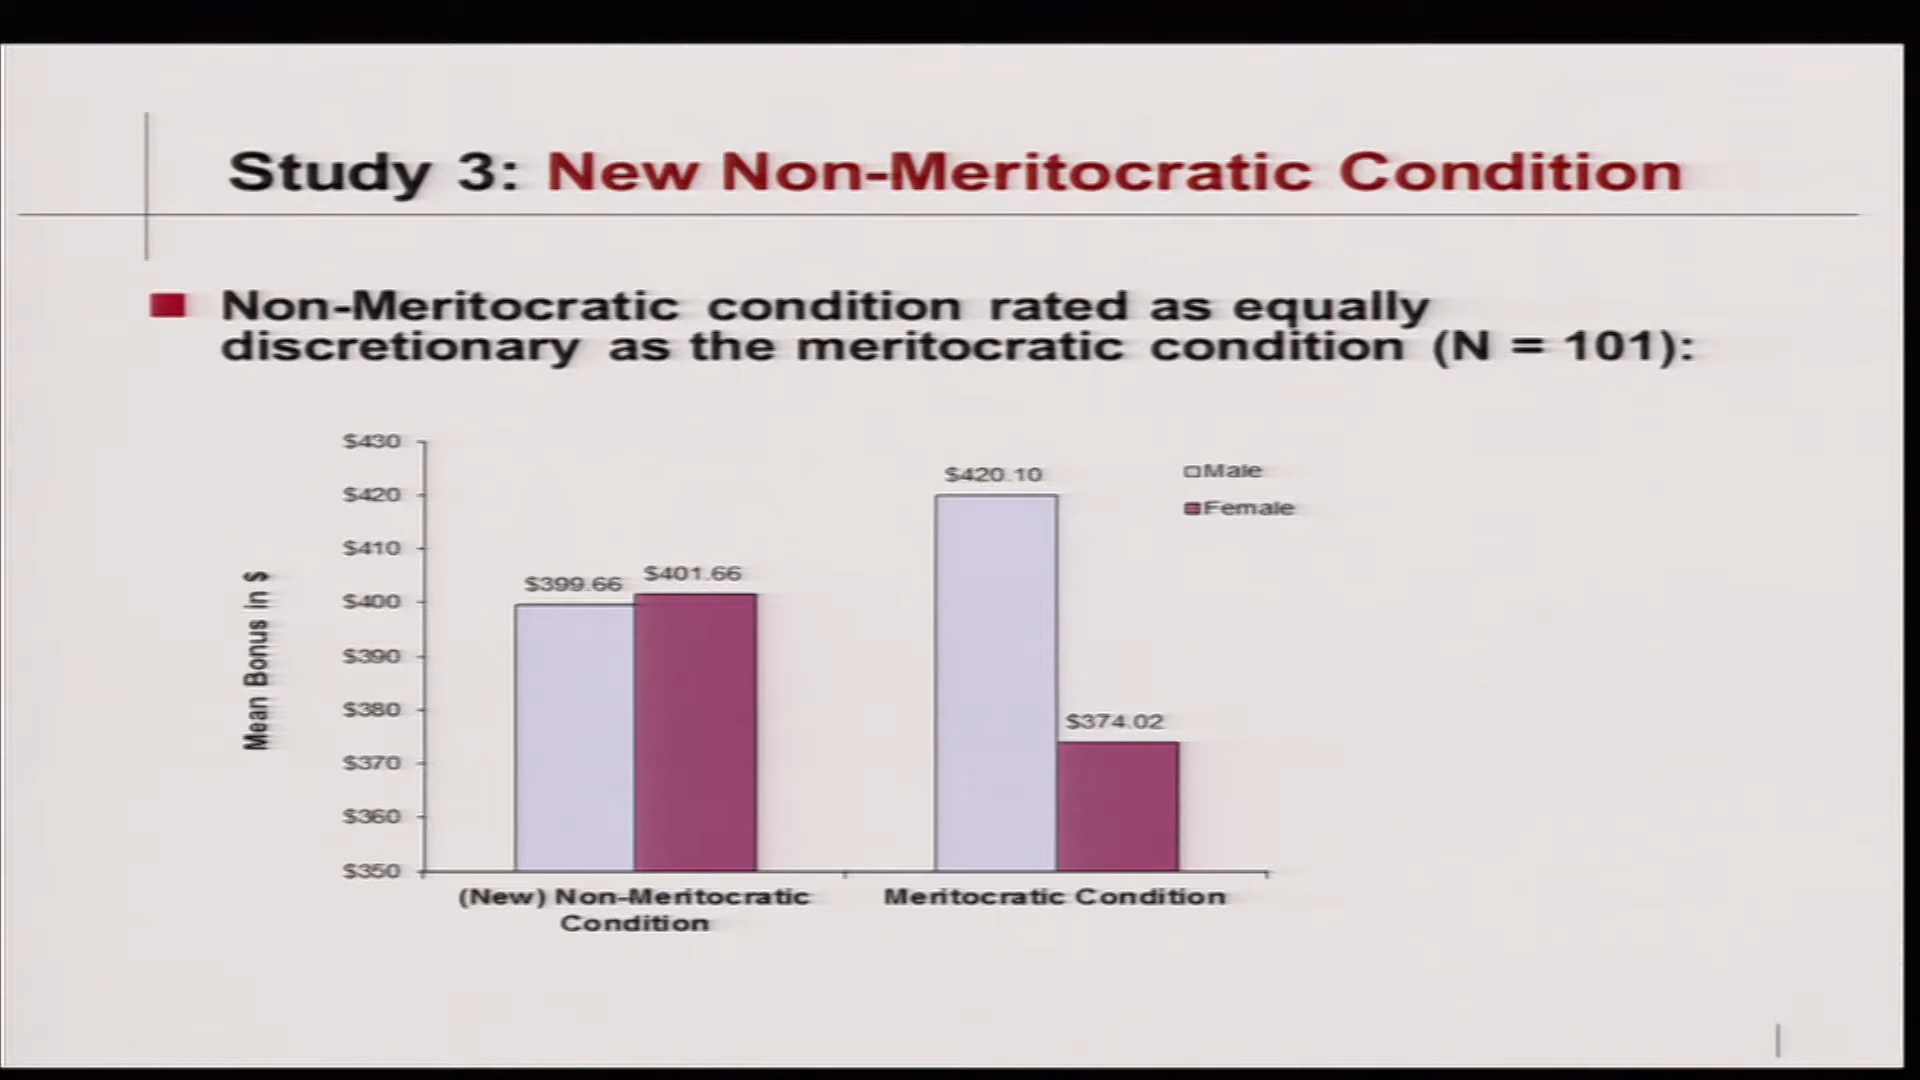 Study 3: New Non-Meritocratic Condition
Non-Meritocratic condition rated as equally
discretionary as the meritocratic condition (N = 101):
$430
$420
$410
$400
$390
$380
$370
$360
$350
Mean Bonus in $
$399.66
$401.66
$420.10
$374.02
Male
Female
(New) Non-Meritocratic
Condition
Meritocratic Condition